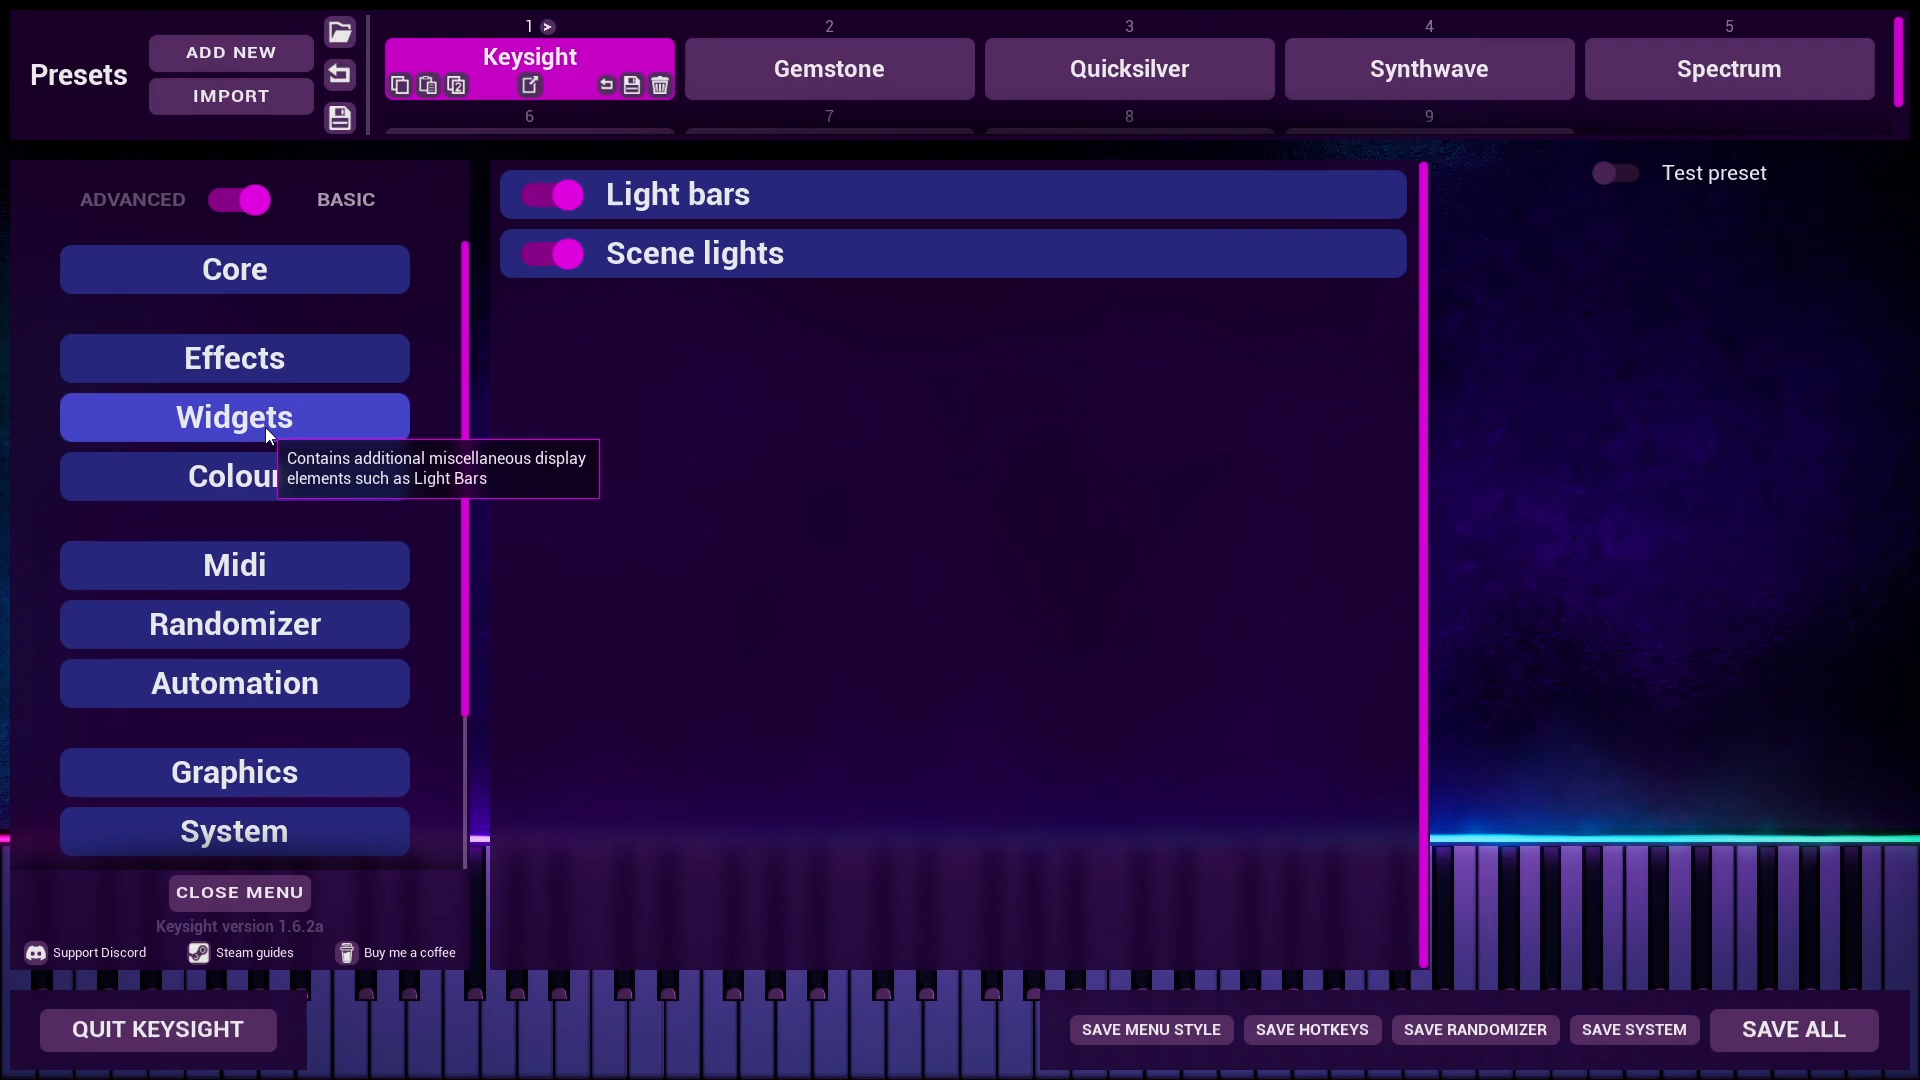 Presets
ADD NEW
IMPORT
1 >
Keysight
2
Gemstone
3
Quicksilver
4
Synthwave
5
Spectrum
6
7
8
9
ADVANCED
BASIC
Core
Effects
Widgets
Colour
Contains additional miscellaneous display
elements such as Light Bars
Midi
Randomizer
Automation
Graphics
System
CLOSE MENU
Keysight version 1.6.2a
Support Discord
Steam guides
Buy me a coffee
Light bars
Scene lights
Test preset
QUIT KEYSIGHT
SAVE MENU STYLE
SAVE HOTKEYS
SAVE RANDOMIZER
SAVE SYSTEM
SAVE ALL